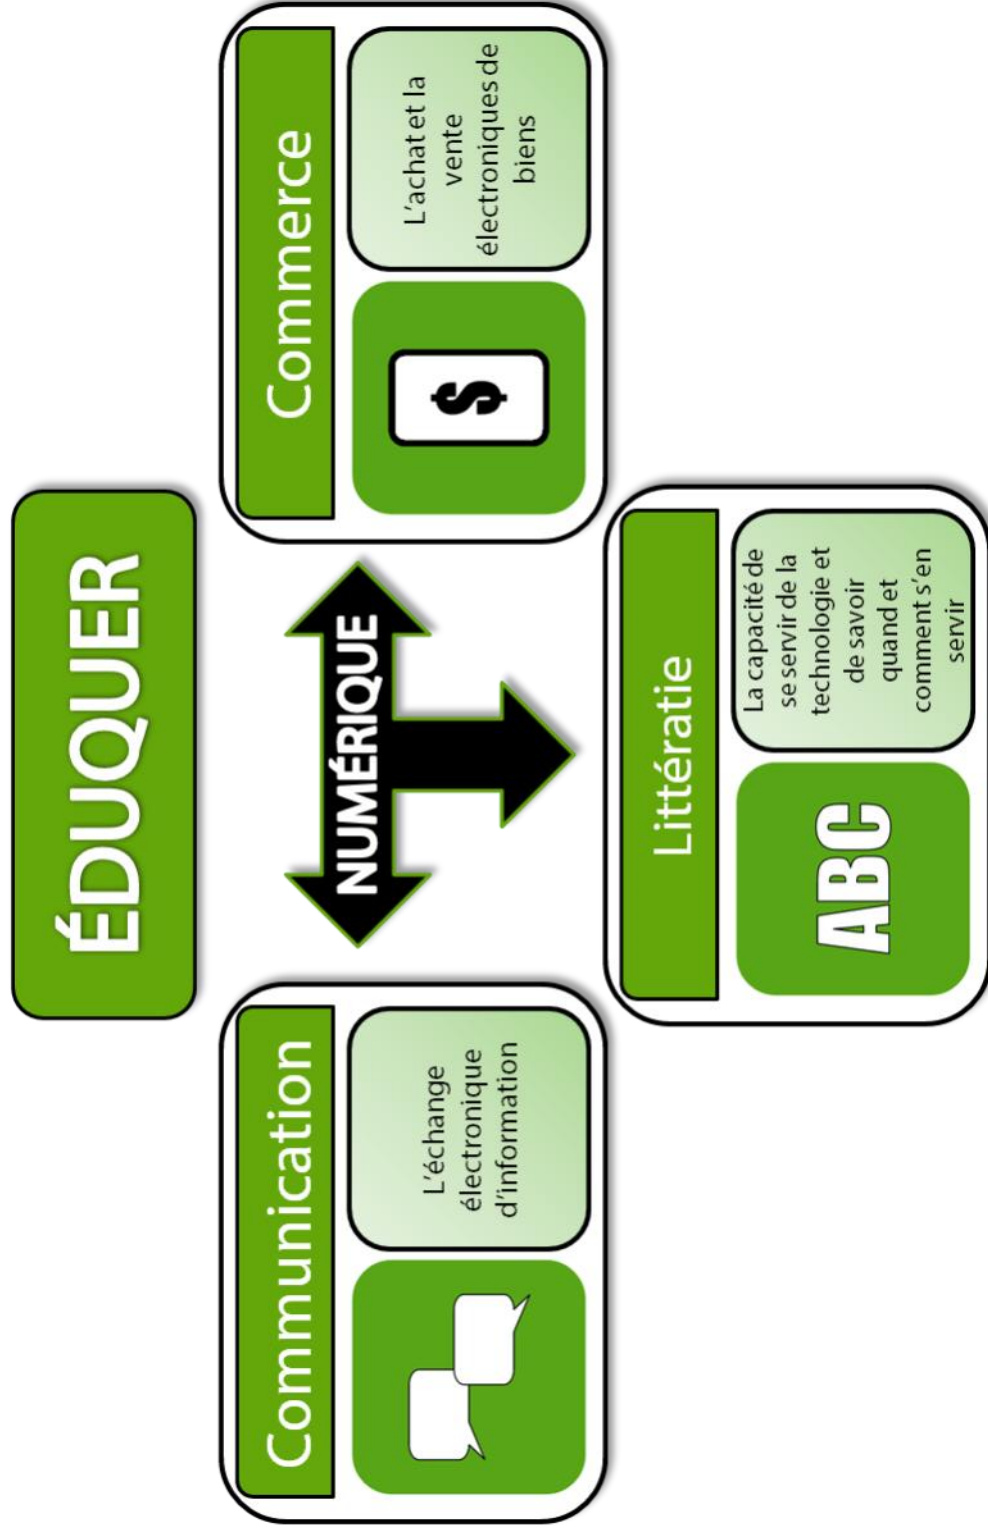 ÉDUQUER
NUMÉRIQUE
Communication
L'échange
électronique
d'information
Commerce
$
L'achat et la
vente
électroniques de
biens
Littératie
ABC
La capacité de
se servir de la
technologie et
de savoir
quand et
comment s'en
servir